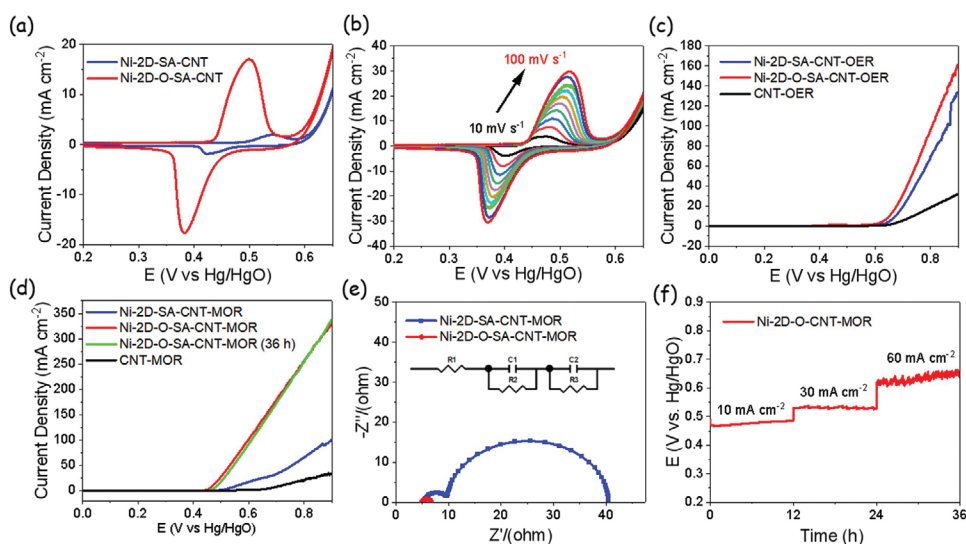 (a)
Ni-2D-SA-CNT
Ni-2D-O-SA-CNT
Current Density (mA cm-2)
20
10
0
-10
-20
0.2 0.3 0.4 0.5 0.6
E (V vs Hg/HgO)
(b)
100 mV s-1
10 mV s-1
Current Density (mA cm-2)
40
30
20
10
0
-10
-20
-30
-40
0.2 0.3 0.4 0.5 0.6
E (V vs Hg/HgO)
(c)
Ni-2D-SA-CNT-OER
Ni-2D-O-SA-CNT-OER
CNT-OER
Current Density (mA cm-2)
180
160
140
120
100
80
60
40
20
0
-20
0.2 0.4 0.6 0.8
E (V vs Hg/HgO)
(d)
Ni-2D-SA-CNT-MOR
Ni-2D-O-SA-CNT-MOR
Ni-2D-O-SA-CNT-MOR (36 h)
CNT-MOR
Current Density (mA cm-2)
350
300
250
200
150
100
50
0
0.2 0.4 0.6 0.8
E (V vs Hg/HgO)
(e)
Ni-2D-SA-CNT-MOR
Ni-2D-O-SA-CNT-MOR
R1 C1 C2
R2 R3
-Z''/(ohm)
-50
40
30
20
10
0
0 10 20 30 40
Z'/(ohm)
(f)
Ni-2D-O-CNT-MOR
10 mA cm-2
30 mA cm-2
60 mA cm-2
E (V vs. Hg/HgO)
0.9
0.8
0.7
0.6
0.5
0.4
0.3
0.2
0 12 24 36
Time (h)